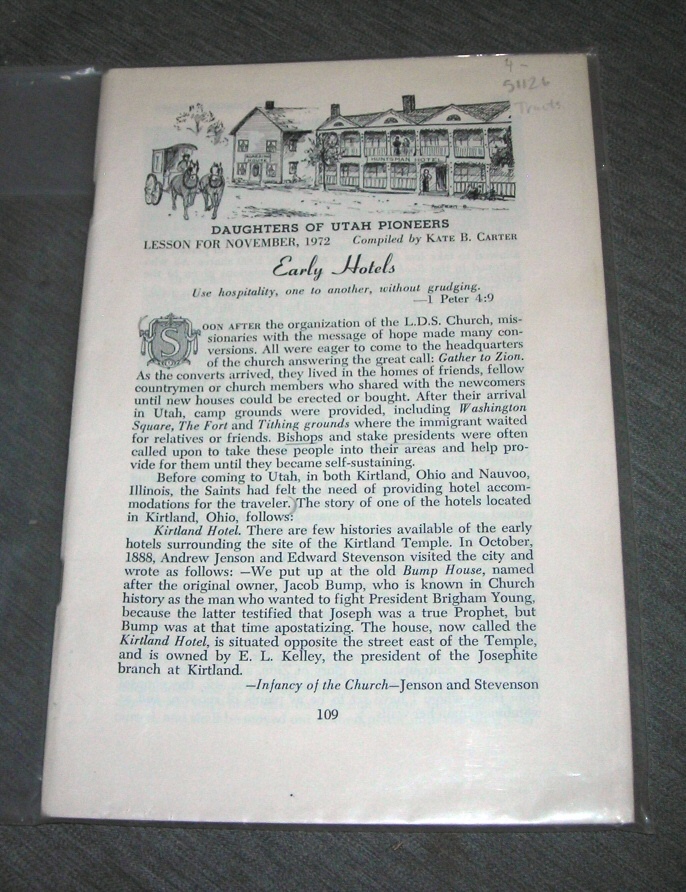 4-
51126
Tracts
HUNTSMAN HOTEL
DAUGHTERS OF UTAH PIONEERS
LESSON FOR NOVEMBER, 1972 Compiled by KATE B. CARTER
Early Hotels
Use hospitality, one to another, without grudging.
—1 Peter 4:9
SOON AFTER the organization of the L.D.S. Church, mis-
sionaries with the message of hope made many con-
versions. All were eager to come to the headquarters
of the church answering the great call: Gather to Zion.
As the converts arrived, they lived in the homes of friends, fellow
countrymen or church members who shared with the newcomers
until new houses could be erected or bought. After their arrival
in Utah, camp grounds were provided, including Washington
Square, The Fort and Tithing grounds where the immigrant waited
for relatives or friends. Bishops and stake presidents were often
called upon to take these people into their areas and help pro-
vide for them until they became self-sustaining.
Before coming to Utah, in both Kirtland, Ohio and Nauvoo,
Illinois, the Saints had felt the need of providing hotel accom-
modations for the traveler. The story of one of the hotels located
in Kirtland, Ohio, follows:
Kirtland Hotel. There are few histories available of the early
hotels surrounding the site of the Kirtland Temple. In October,
1888, Andrew Jenson and Edward Stevenson visited the city and
wrote as follows: —We put up at the old Bump House, named
after the original owner, Jacob Bump, who is known in Church
history as the man who wanted to fight President Brigham Young,
because the latter testified that Joseph was a true Prophet, but
Bump was at that time apostatizing. The house, now called the
Kirtland Hotel, is situated opposite the street east of the Temple,
and is owned by E. L. Kelley, the president of the Josephite
branch at Kirtland.
—Infancy of the Church—Jenson and Stevenson
109